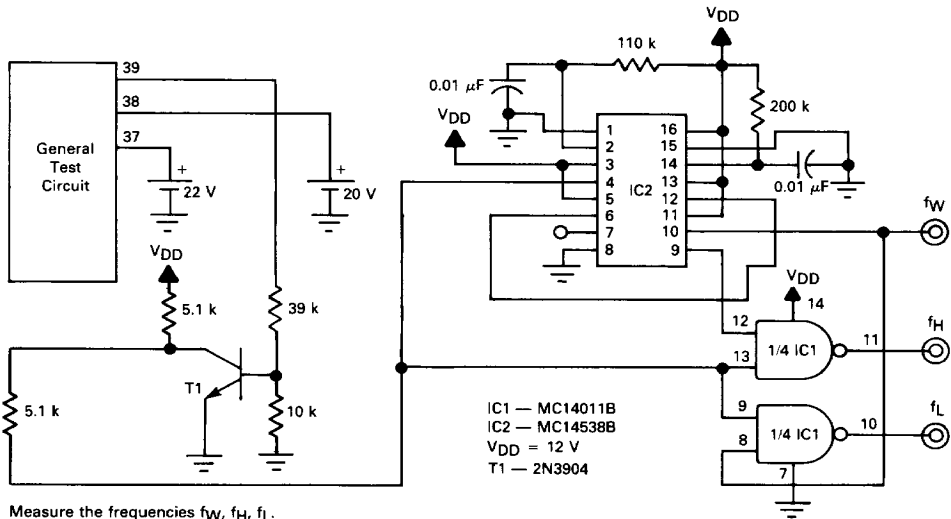 39
38
37
General
Test
Circuit
+
22 V
+
20 V
VDD
5.1 k
39 k
T1
5.1 k
10 k
VDD
110 k
0.01 μF
VDD
200 k
0.01 μF
1
2
3
4
5
6
7
8
IC2
16
15
14
13
12
11
10
9
fW
VDD
14
12
13
1/4 IC1
11
fH
9
8
1/4 IC1
10
7
fL
IC1 — MC14011B
IC2 — MC14538B
VDD = 12 V
T1 — 2N3904
Measure the frequencies fW, fH, fL.